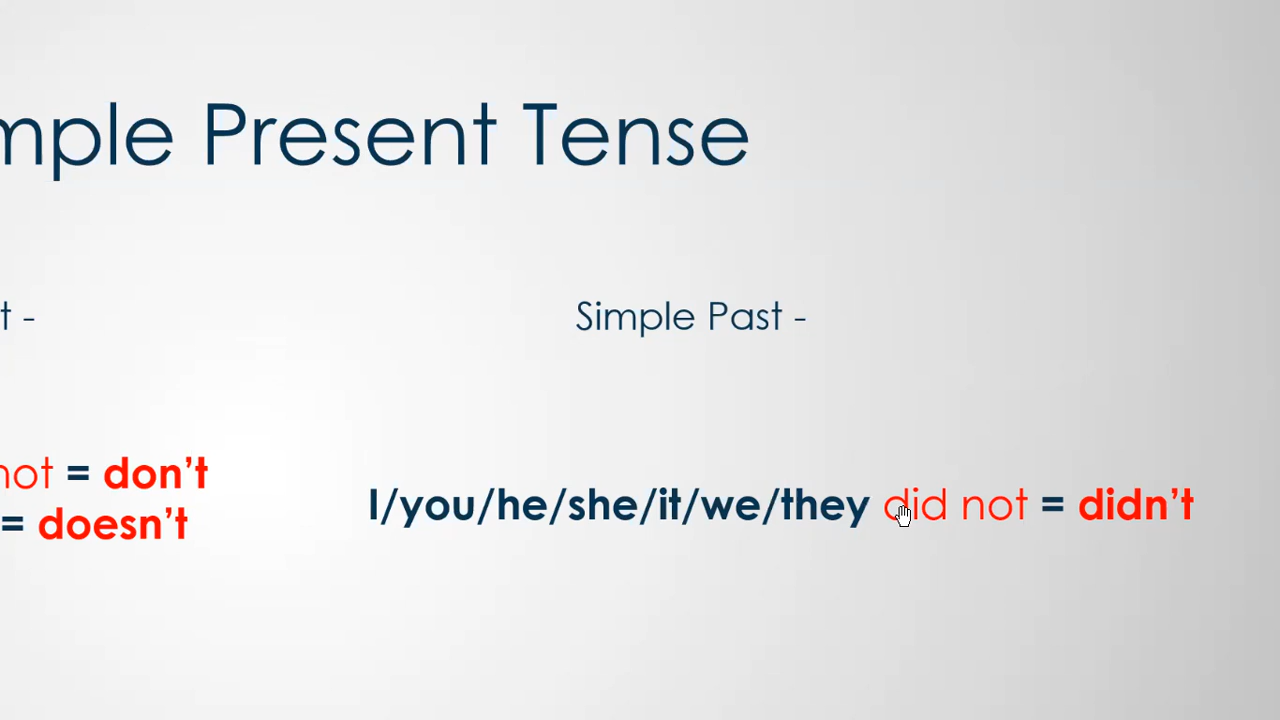 mple Present Tense
t -
Simple Past -
not = don’t
= doesn’t
I/you/he/she/it/we/they did not = didn’t